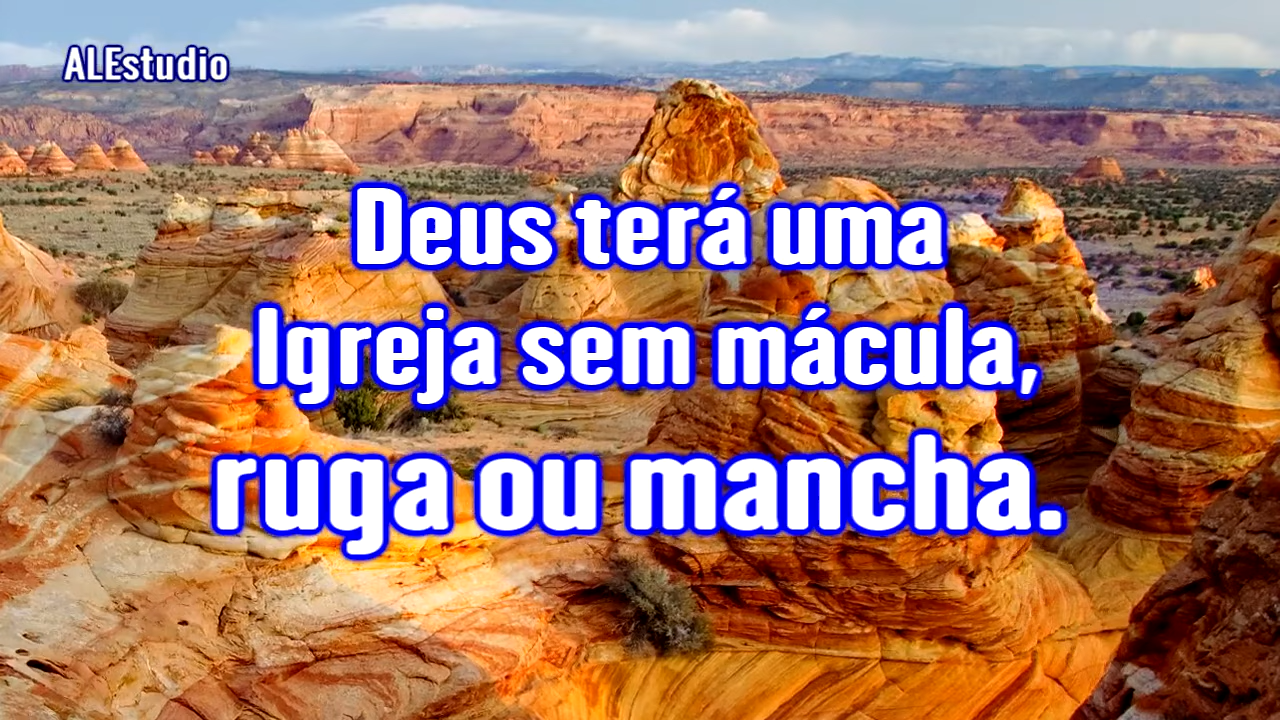 ALEstudio
Deus terá uma
Igreja sem mácula,
ruga ou mancha.